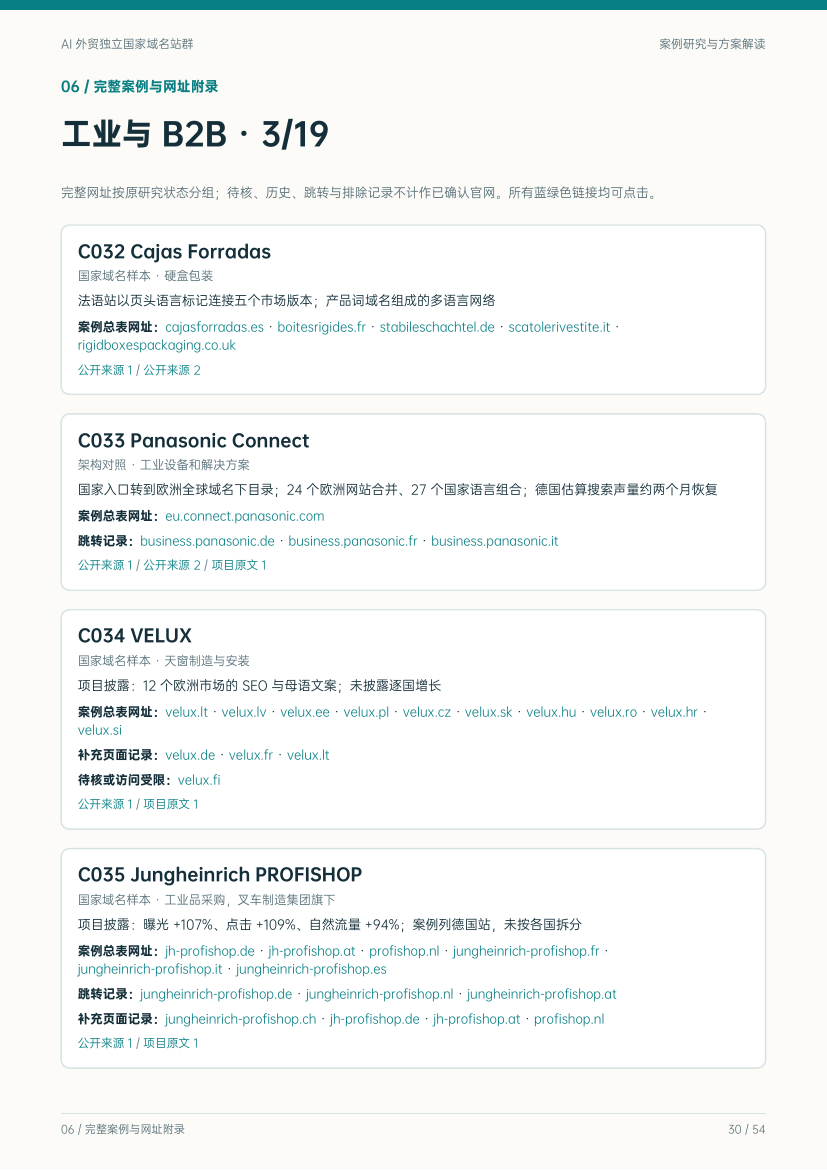 AI 外贸独立国家域名站群
案例研究与方案解读
06 / 完整案例与网址附录
工业与 B2B · 3/19
完整网址按原研究状态分组；待核、历史、跳转与排除记录不计作已确认官网。所有蓝绿色链接均可点击。
C032 Cajas Forradas
国家域名样本 · 硬盒包装
法语站以页头语言标记连接五个市场版本；产品词域名组成的多语言网络
案例总表网址：cajasforradas.es · boitesrigides.fr · stabileschachtel.de · scatolerivestite.it ·
rigidboxespackaging.co.uk
公开来源 1 / 公开来源 2
C033 Panasonic Connect
架构对照 · 工业设备和解决方案
国家入口转到欧洲全球域名下目录；24 个欧洲网站合并、27 个国家语言组合；德国估算搜索声量约两个月恢复
案例总表网址：eu.connect.panasonic.com
跳转记录：business.panasonic.de · business.panasonic.fr · business.panasonic.it
公开来源 1 / 公开来源 2 / 项目原文 1
C034 VELUX
国家域名样本 · 天窗制造与安装
项目披露：12 个欧洲市场的 SEO 与母语文案；未披露逐国增长
案例总表网址：velux.lt · velux.lv · velux.ee · velux.pl · velux.cz · velux.sk · velux.hu · velux.ro · velux.hr ·
velux.si
补充页面记录：velux.de · velux.fr · velux.lt
待核或访问受限：velux.fi
公开来源 1 / 项目原文 1
C035 Jungheinrich PROFISHOP
国家域名样本 · 工业品采购，叉车制造集团旗下
项目披露：曝光 +107%、点击 +109%、自然流量 +94%；案例列德国站，未按各国拆分
案例总表网址：jh-profishop.de · jh-profishop.at · profishop.nl · jungheinrich-profishop.fr ·
jungheinrich-profishop.it · jungheinrich-profishop.es
跳转记录：jungheinrich-profishop.de · jungheinrich-profishop.nl · jungheinrich-profishop.at
补充页面记录：jungheinrich-profishop.ch · jh-profishop.de · jh-profishop.at · profishop.nl
公开来源 1 / 项目原文 1
06 / 完整案例与网址附录
30 / 54